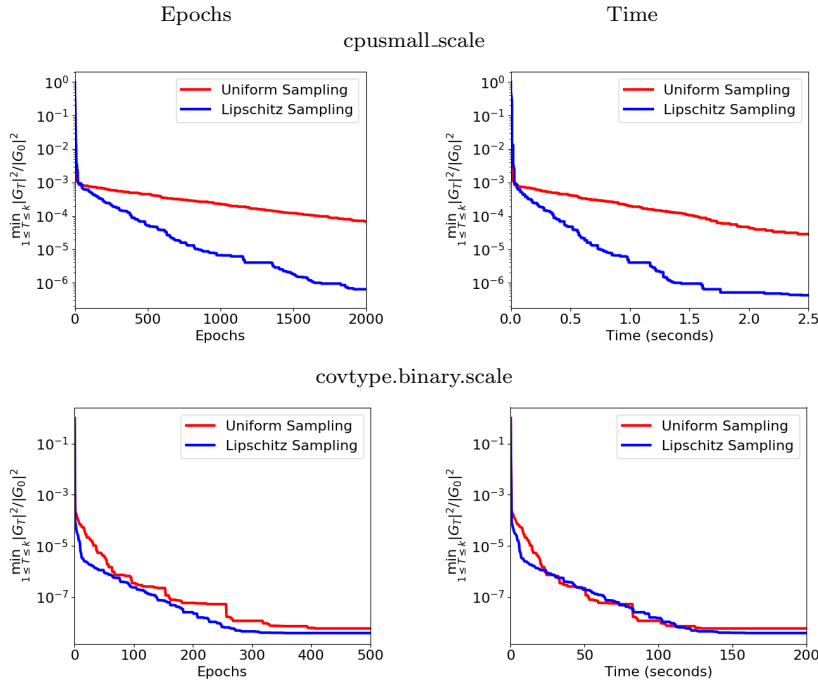 Epochs Time
cpusmall_scale
10^0
10^-1
10^-2
10^-3
10^-4
10^-5
10^-6
min 1≤T≤k |G_T|^2/|G_0|^2
Uniform Sampling
Lipschitz Sampling
0 500 1000 1500 2000
Epochs
10^0
10^-1
10^-2
10^-3
10^-4
10^-5
10^-6
min 1≤T≤k |G_T|^2/|G_0|^2
Uniform Sampling
Lipschitz Sampling
0.0 0.5 1.0 1.5 2.0 2.5
Time (seconds)
covtype.binary.scale
10^-1
10^-3
10^-5
10^-7
min 1≤T≤k |G_T|^2/|G_0|^2
Uniform Sampling
Lipschitz Sampling
0 100 200 300 400 500
Epochs
10^-1
10^-3
10^-5
10^-7
min 1≤T≤k |G_T|^2/|G_0|^2
Uniform Sampling
Lipschitz Sampling
0 50 100 150 200
Time (seconds)